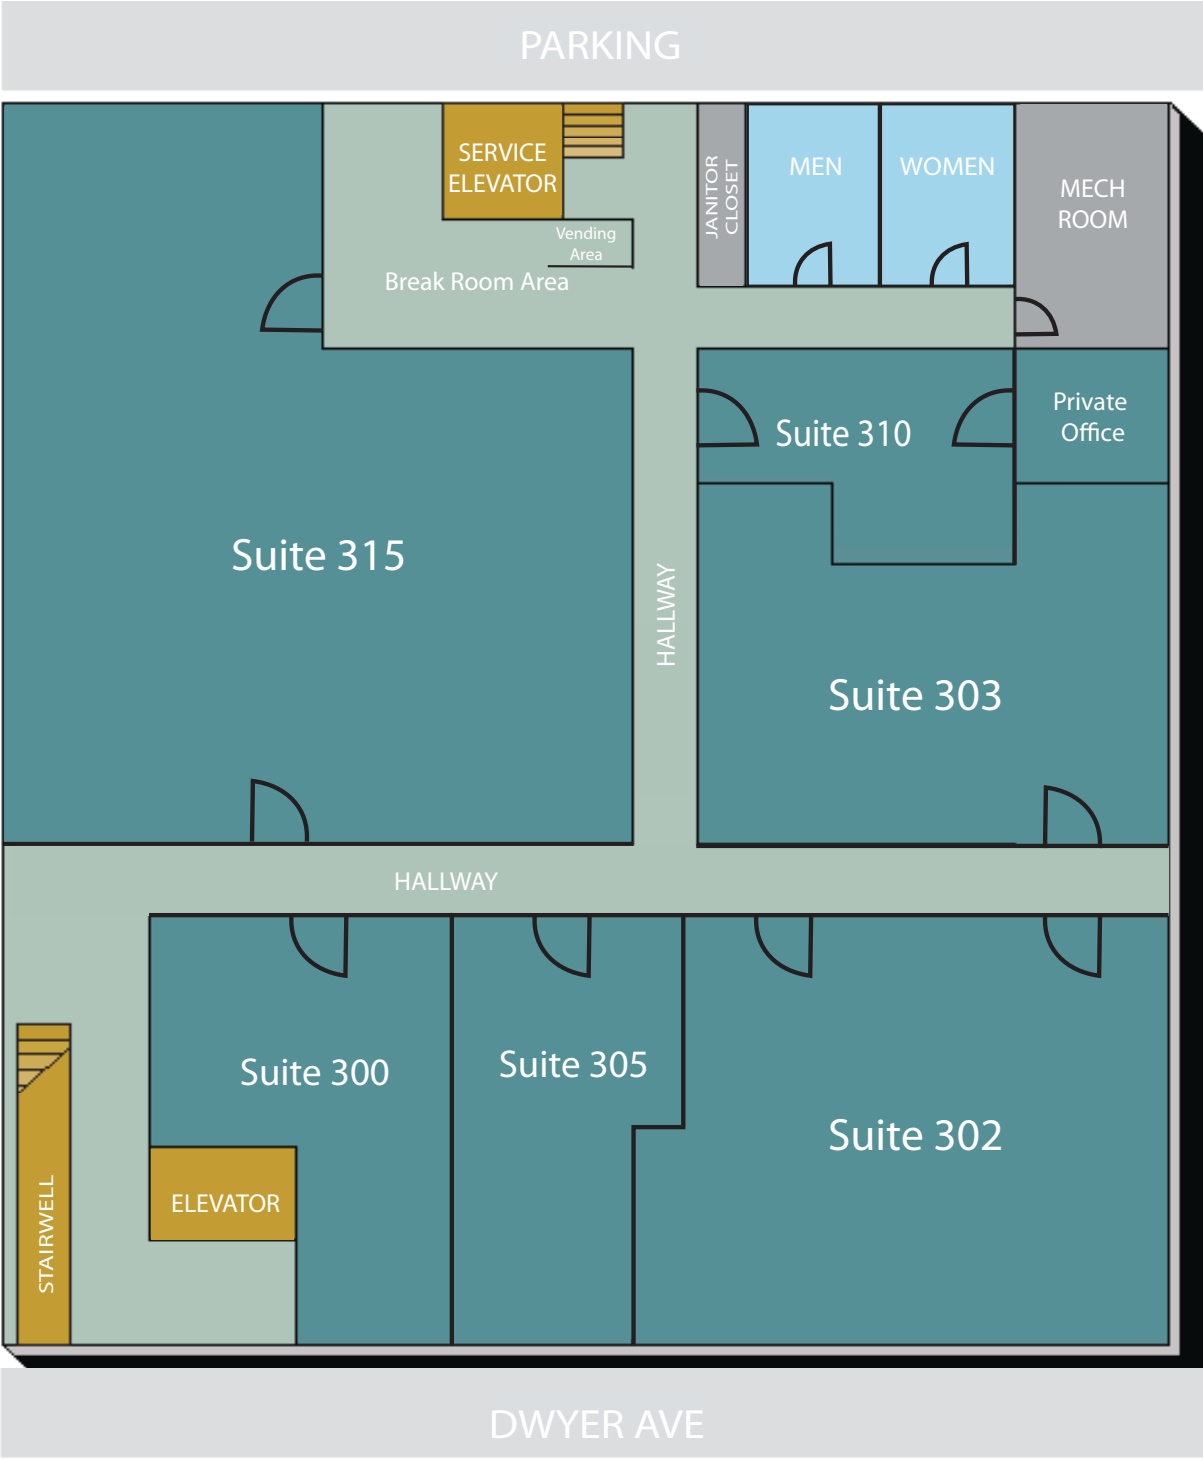 PARKING
SERVICE
ELEVATOR
Vending
Area
Break Room Area
JANITOR
CLOSET
MEN
WOMEN
MECH
ROOM
Private
Office
Suite 310
Suite 315
HALLWAY
Suite 303
HALLWAY
Suite 300
Suite 305
Suite 302
ELEVATOR
STAIRWELL
DWYER AVE